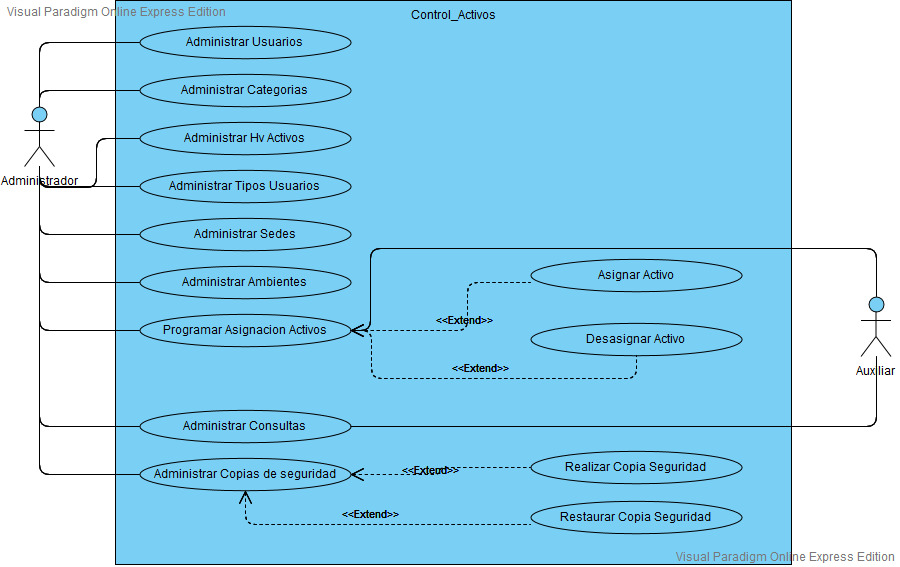 Visual Paradigm Online Express Edition
Control_Activos
Administrar Usuarios
Administrar Categorias
Administrar Hv Activos
Administrador
Administrar Tipos Usuarios
Administrar Sedes
Administrar Ambientes
Asignar Activo
<<Extend>>
Programar Asignacion Activos
Desasignar Activo
<<Extend>>
Auxiliar
Administrar Consultas
Administrar Copias de seguridad
<<Extend>>
Realizar Copia Seguridad
<<Extend>>
Restaurar Copia Seguridad
Visual Paradigm Online Express Edition